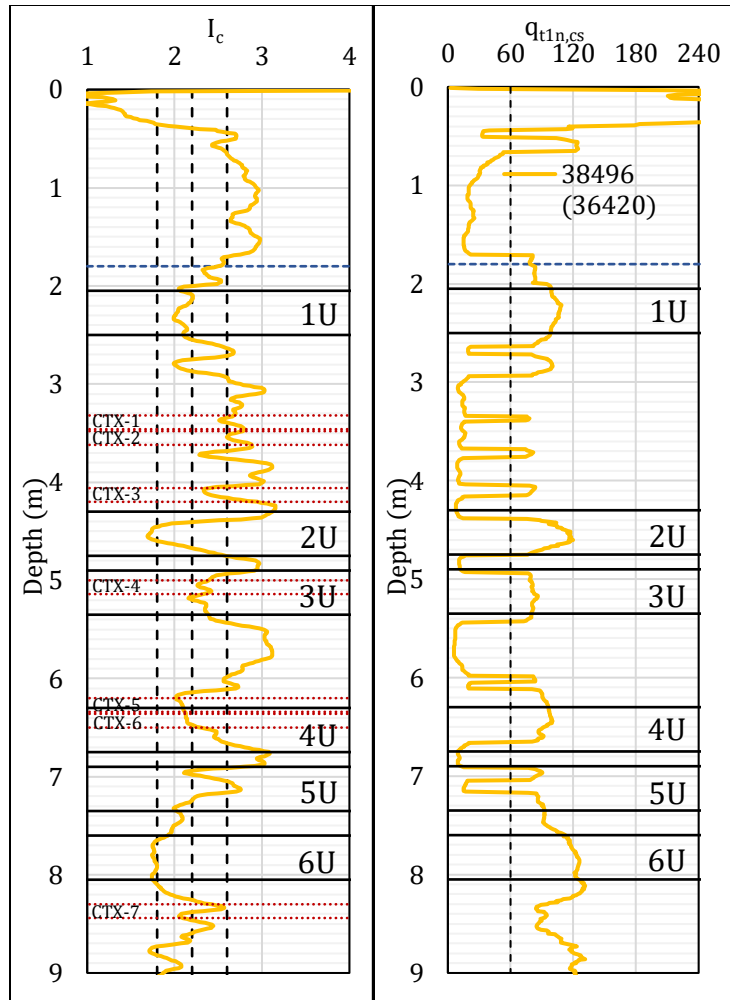 I_c
1 2 3 4
0
1
2
3
4
5
6
7
8
9
Depth (m)
1U
CTX-1
CTX-2
CTX-3
2U
CTX-4
3U
CTX-5
CTX-6
4U
5U
6U
CTX-7
q_{t1n,cs}
0 60 120 180 240
0
1
2
3
4
5
6
7
8
9
Depth (m)
38496
(36420)
1U
2U
3U
4U
5U
6U